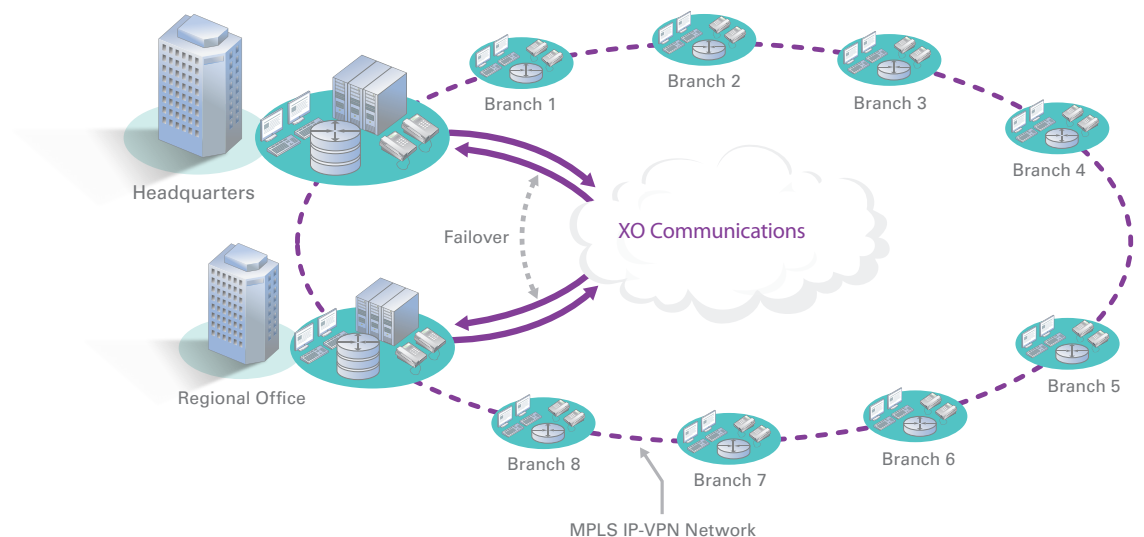 Branch 1
Branch 2
Branch 3
Branch 4
Headquarters
Failover
XO Communications
Regional Office
Branch 5
Branch 6
Branch 7
Branch 8
MPLS IP-VPN Network